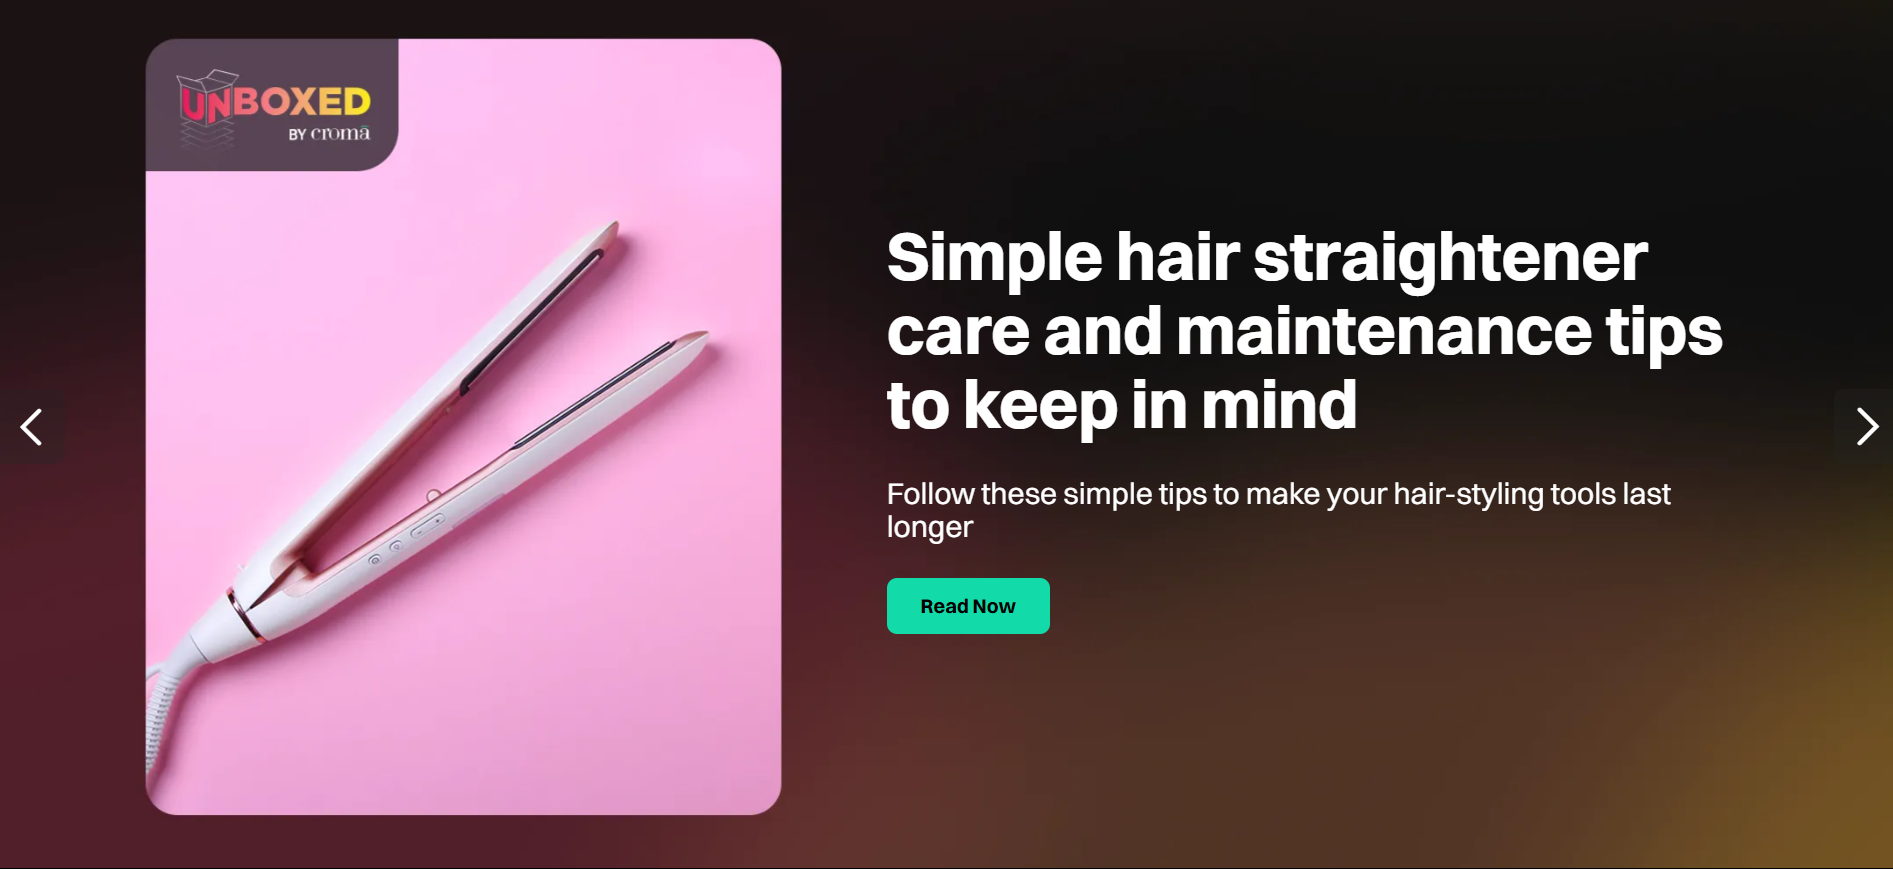 UNBOXED
BY cromā
Simple hair straightener
care and maintenance tips
to keep in mind
Follow these simple tips to make your hair-styling tools last
longer
Read Now